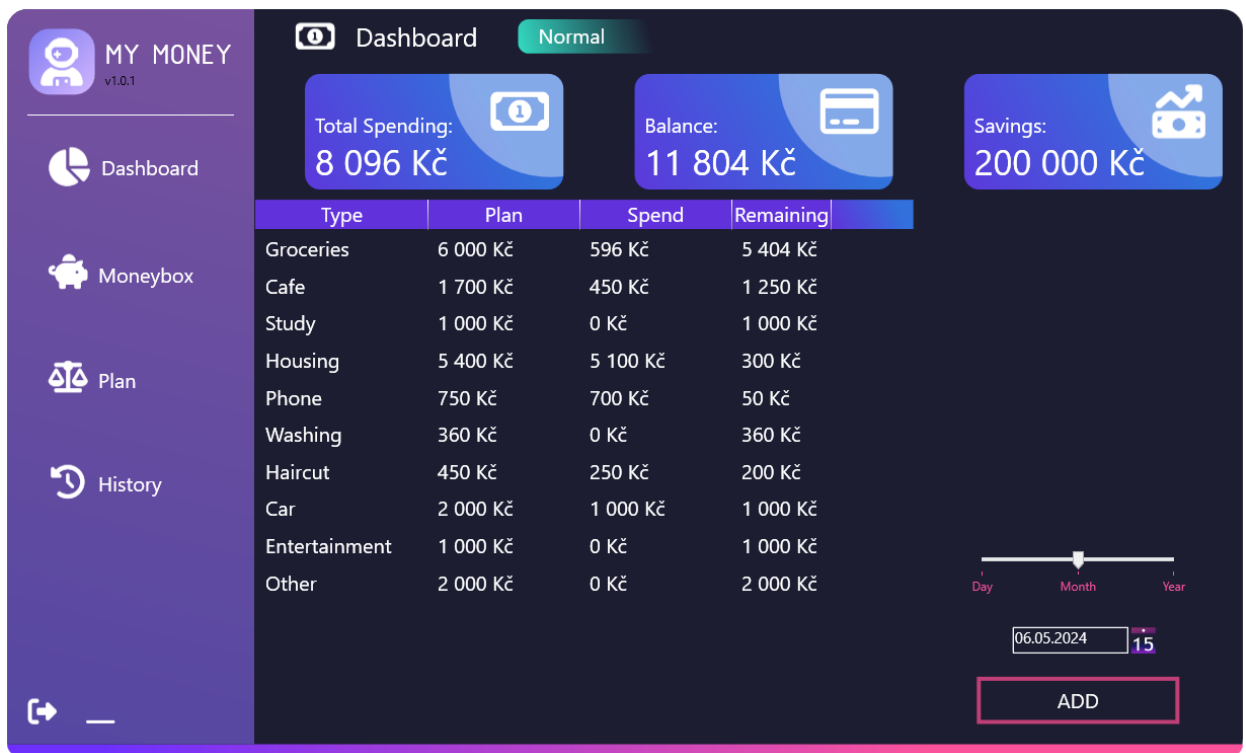 MY MONEY
v1.0.1
Dashboard
Moneybox
Plan
History
Dashboard Normal
Total Spending:
8 096 Kč
Balance:
11 804 Kč
Savings:
200 000 Kč
Type Plan Spend Remaining
Groceries 6 000 Kč 596 Kč 5 404 Kč
Cafe 1 700 Kč 450 Kč 1 250 Kč
Study 1 000 Kč 0 Kč 1 000 Kč
Housing 5 400 Kč 5 100 Kč 300 Kč
Phone 750 Kč 700 Kč 50 Kč
Washing 360 Kč 0 Kč 360 Kč
Haircut 450 Kč 250 Kč 200 Kč
Car 2 000 Kč 1 000 Kč 1 000 Kč
Entertainment 1 000 Kč 0 Kč 1 000 Kč
Other 2 000 Kč 0 Kč 2 000 Kč
Day Month Year
06.05.2024 15
ADD